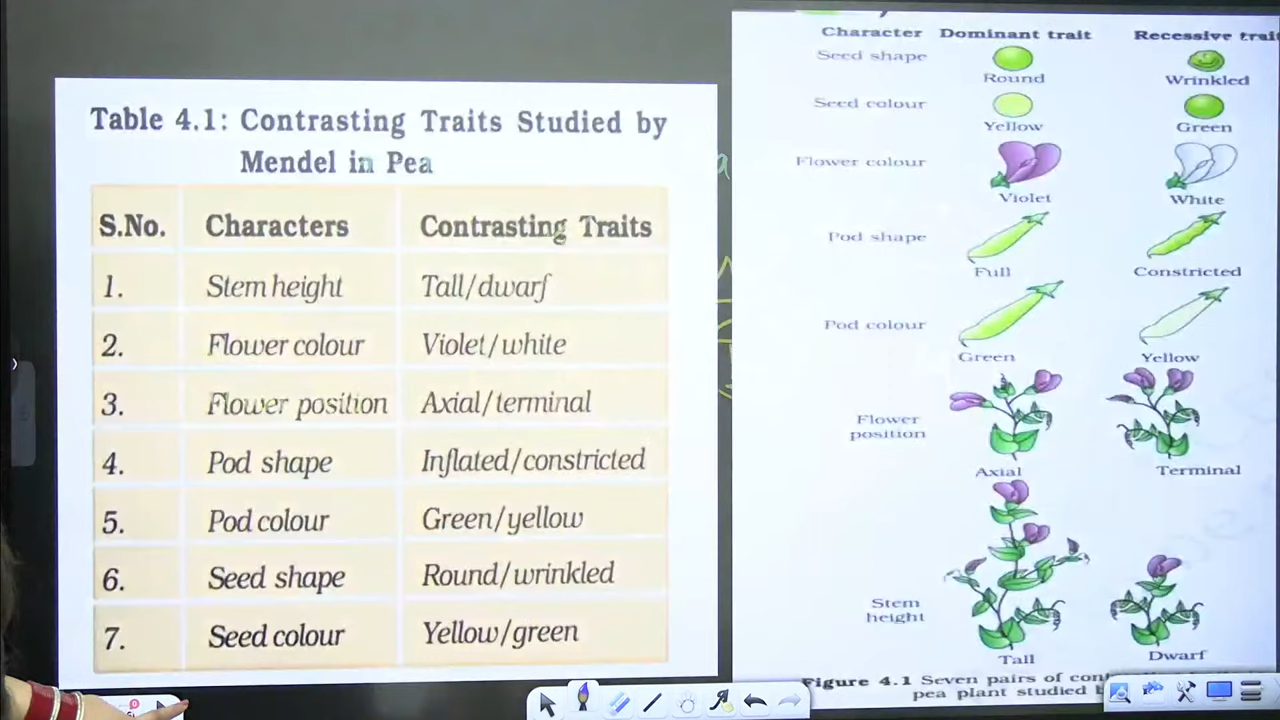 Table 4.1: Contrasting Traits Studied by
Mendel in Pea
S.No. Characters Contrasting Traits
1. Stem height Tall/dwarf
2. Flower colour Violet/white
3. Flower position Axial/terminal
4. Pod shape Inflated/constricted
5. Pod colour Green/yellow
6. Seed shape Round/wrinkled
7. Seed colour Yellow/green
Character Dominant trait Recessive trait
Seed shape
Round Wrinkled
Seed colour
Yellow Green
Flower colour
Violet White
Pod shape
Full Constricted
Pod colour
Green Yellow
Flower
position
Axial Terminal
Stem
height
Tall Dwarf
Figure 4.1 Seven pairs of
pea plant studied